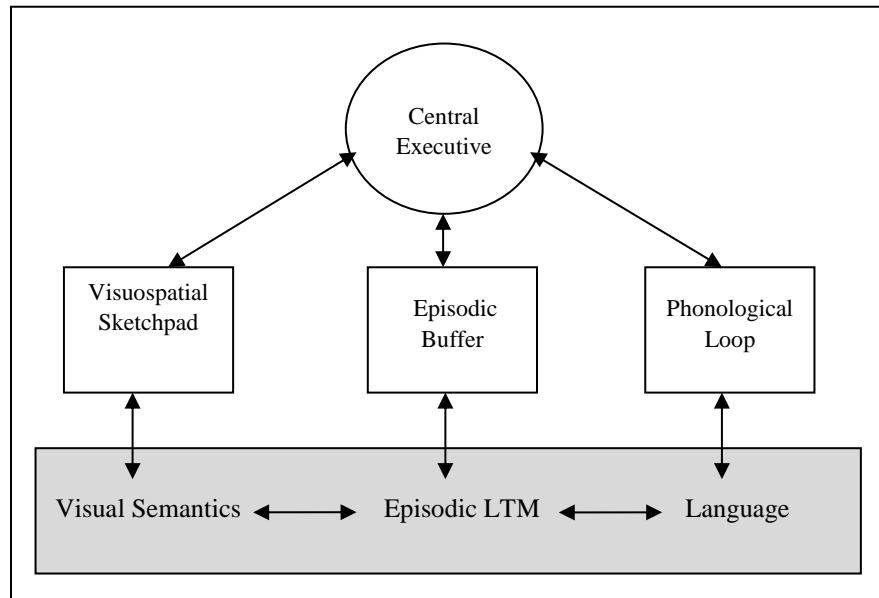 Central
Executive
Visuospatial
Sketchpad
Episodic
Buffer
Phonological
Loop
Visual Semantics
Episodic LTM
Language